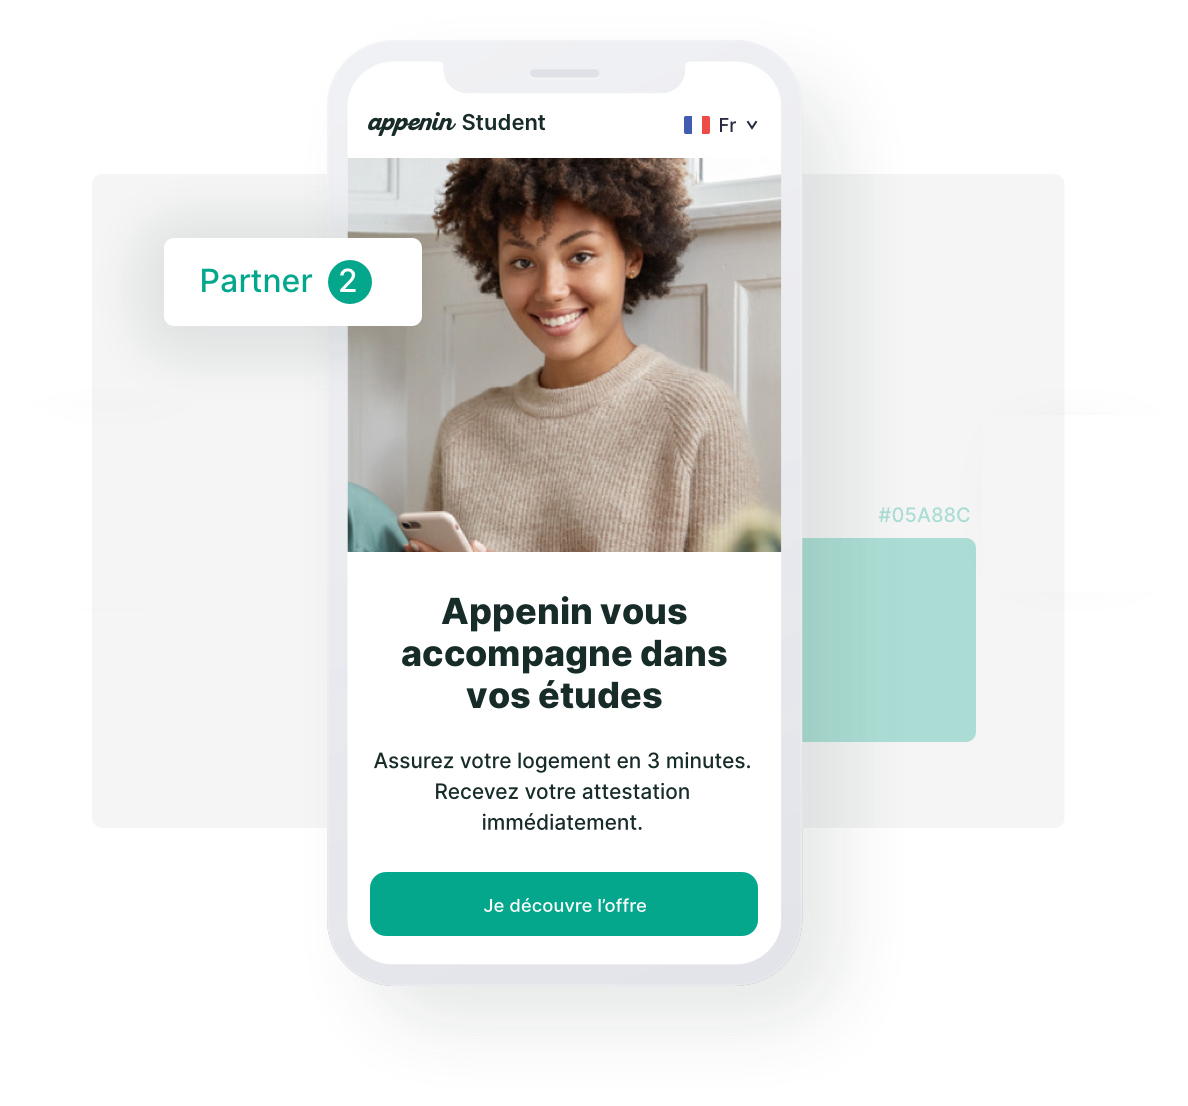 appenin Student
Fr
Partner 2
#05A88C
Appenin vous
accompagne dans
vos études
Assurez votre logement en 3 minutes.
Recevez votre attestation
immédiatement.
Je découvre l’offre